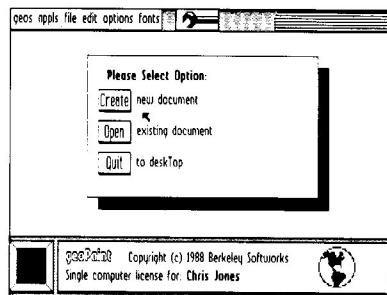 geos appls file edit options fonts
Please Select Option:
Create new document
Open existing document
Quit to deskTop
geoPaint Copyright (c) 1988 Berkeley Softworks
Single computer license for: Chris Jones